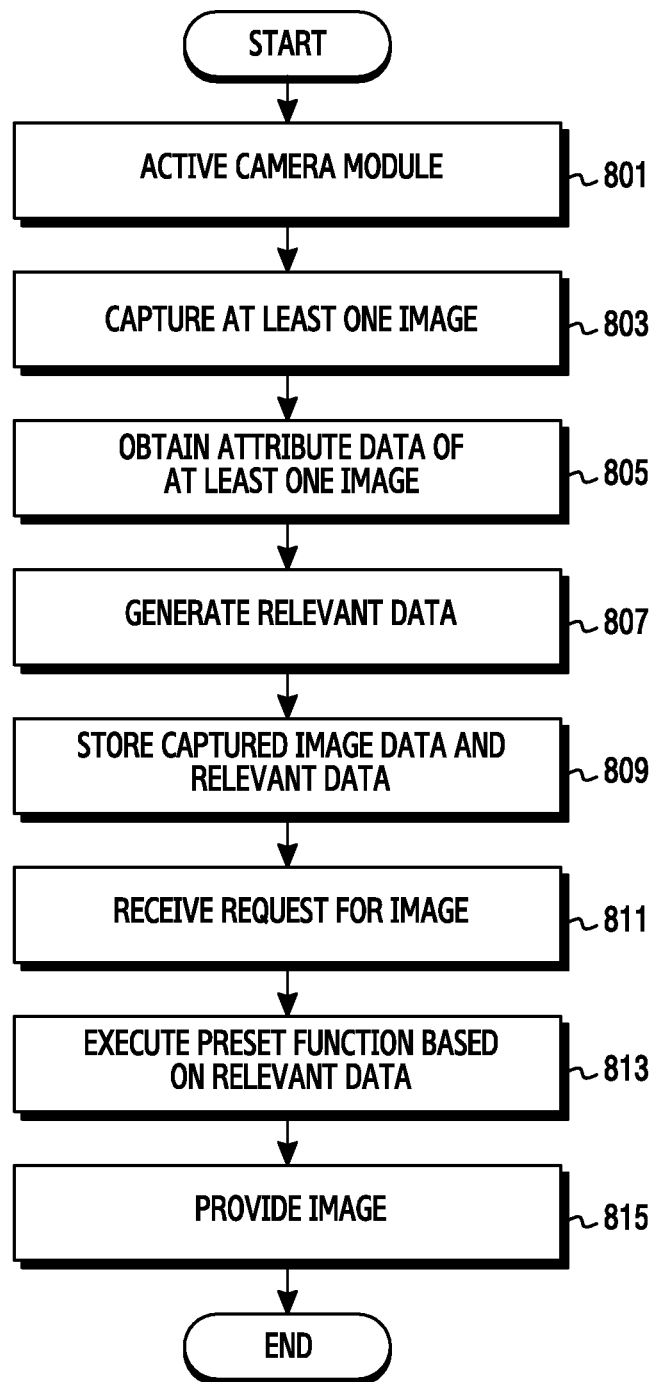 START
ACTIVE CAMERA MODULE
801
CAPTURE AT LEAST ONE IMAGE
803
OBTAIN ATTRIBUTE DATA OF
AT LEAST ONE IMAGE
805
GENERATE RELEVANT DATA
807
STORE CAPTURED IMAGE DATA AND
RELEVANT DATA
809
RECEIVE REQUEST FOR IMAGE
811
EXECUTE PRESET FUNCTION BASED
ON RELEVANT DATA
813
PROVIDE IMAGE
815
END